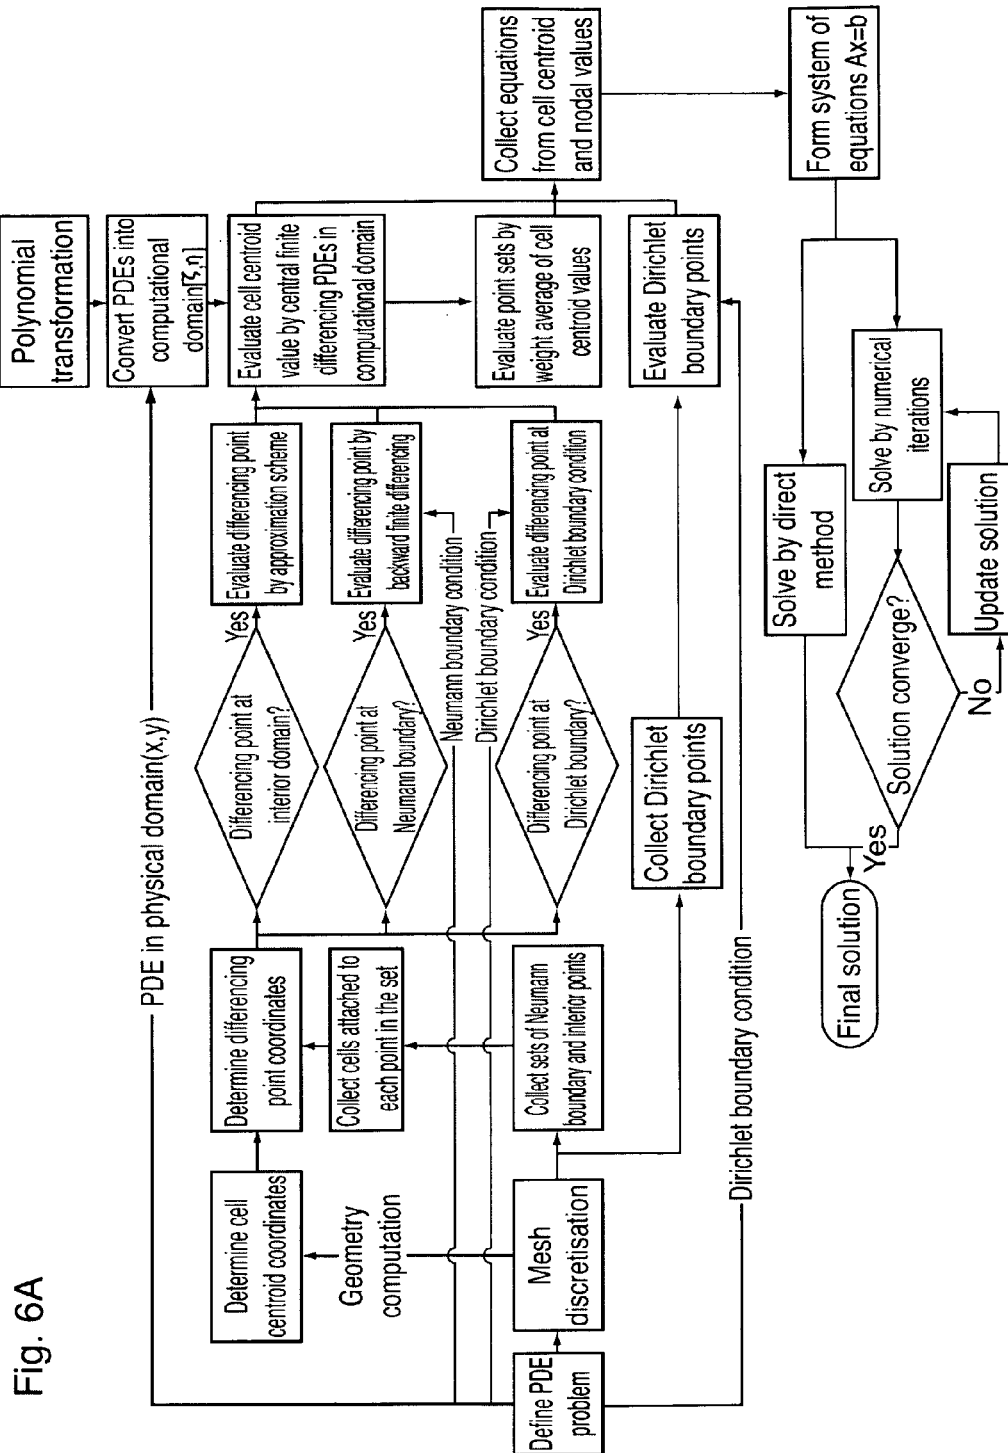 Fig. 6A
Define PDE
problem
Mesh
discretisation
Geometry
computation
Determine cell
centroid coordinates
Determine differencing
point coordinates
Collect cells attached to
each point in the set
Collect sets of Neumann
boundary and interior points
Collect Dirichlet
boundary points
PDE in physical domain(x,y)
Differencing point at
interior domain?
Yes
Evaluate differencing point
by approximation scheme
Differencing point at
Neumann boundary?
Yes
Evaluate differencing point by
backward finite differencing
Neumann boundary condition
Dirichlet boundary condition
Differencing point at
Dirichlet boundary?
Yes
Evaluate differencing point at
Dirichlet boundary condition
Dirichlet boundary condition
Polynomial
transformation
Convert PDEs into
computational
domain[ζ,η]
Evaluate cell centroid
value by central finite
differencing PDEs in
computational domain
Evaluate point sets by
weight average of cell
centroid values
Evaluate Dirichlet
boundary points
Collect equations
from cell centroid
and nodal values
Form system of
equations Ax=b
Solve by direct
method
Solve by numerical
iterations
Solution converge?
No
Update solution
Yes
Final solution